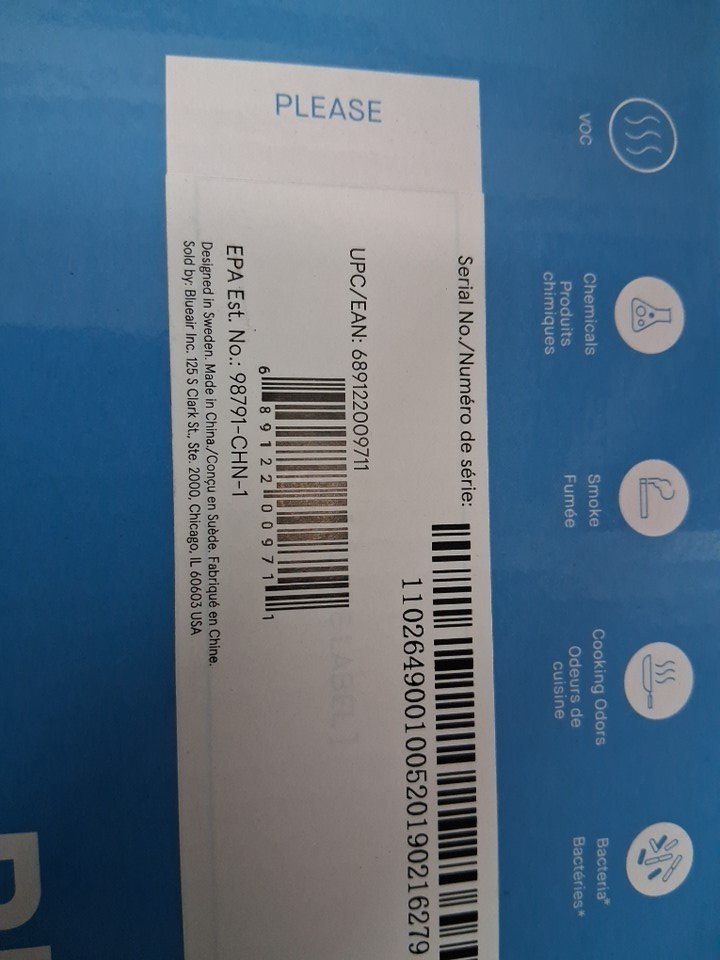 VOC
Chemicals
Produits
chimiques
Smoke
Fumée
Cooking Odors
Odeurs de
cuisine
Bacteria*
Bactéries*
PLEASE
Serial No./Numéro de série:
110264900100520190216279
UPC/EAN: 689122009711
6 89122 00971 1
EPA Est. No.: 98791-CHN-1
Designed in Sweden. Made in China./Conçu en Suède. Fabriqué en Chine.
Sold by: Blueair Inc. 125 S Clark St., Ste. 2000, Chicago, IL 60603 USA